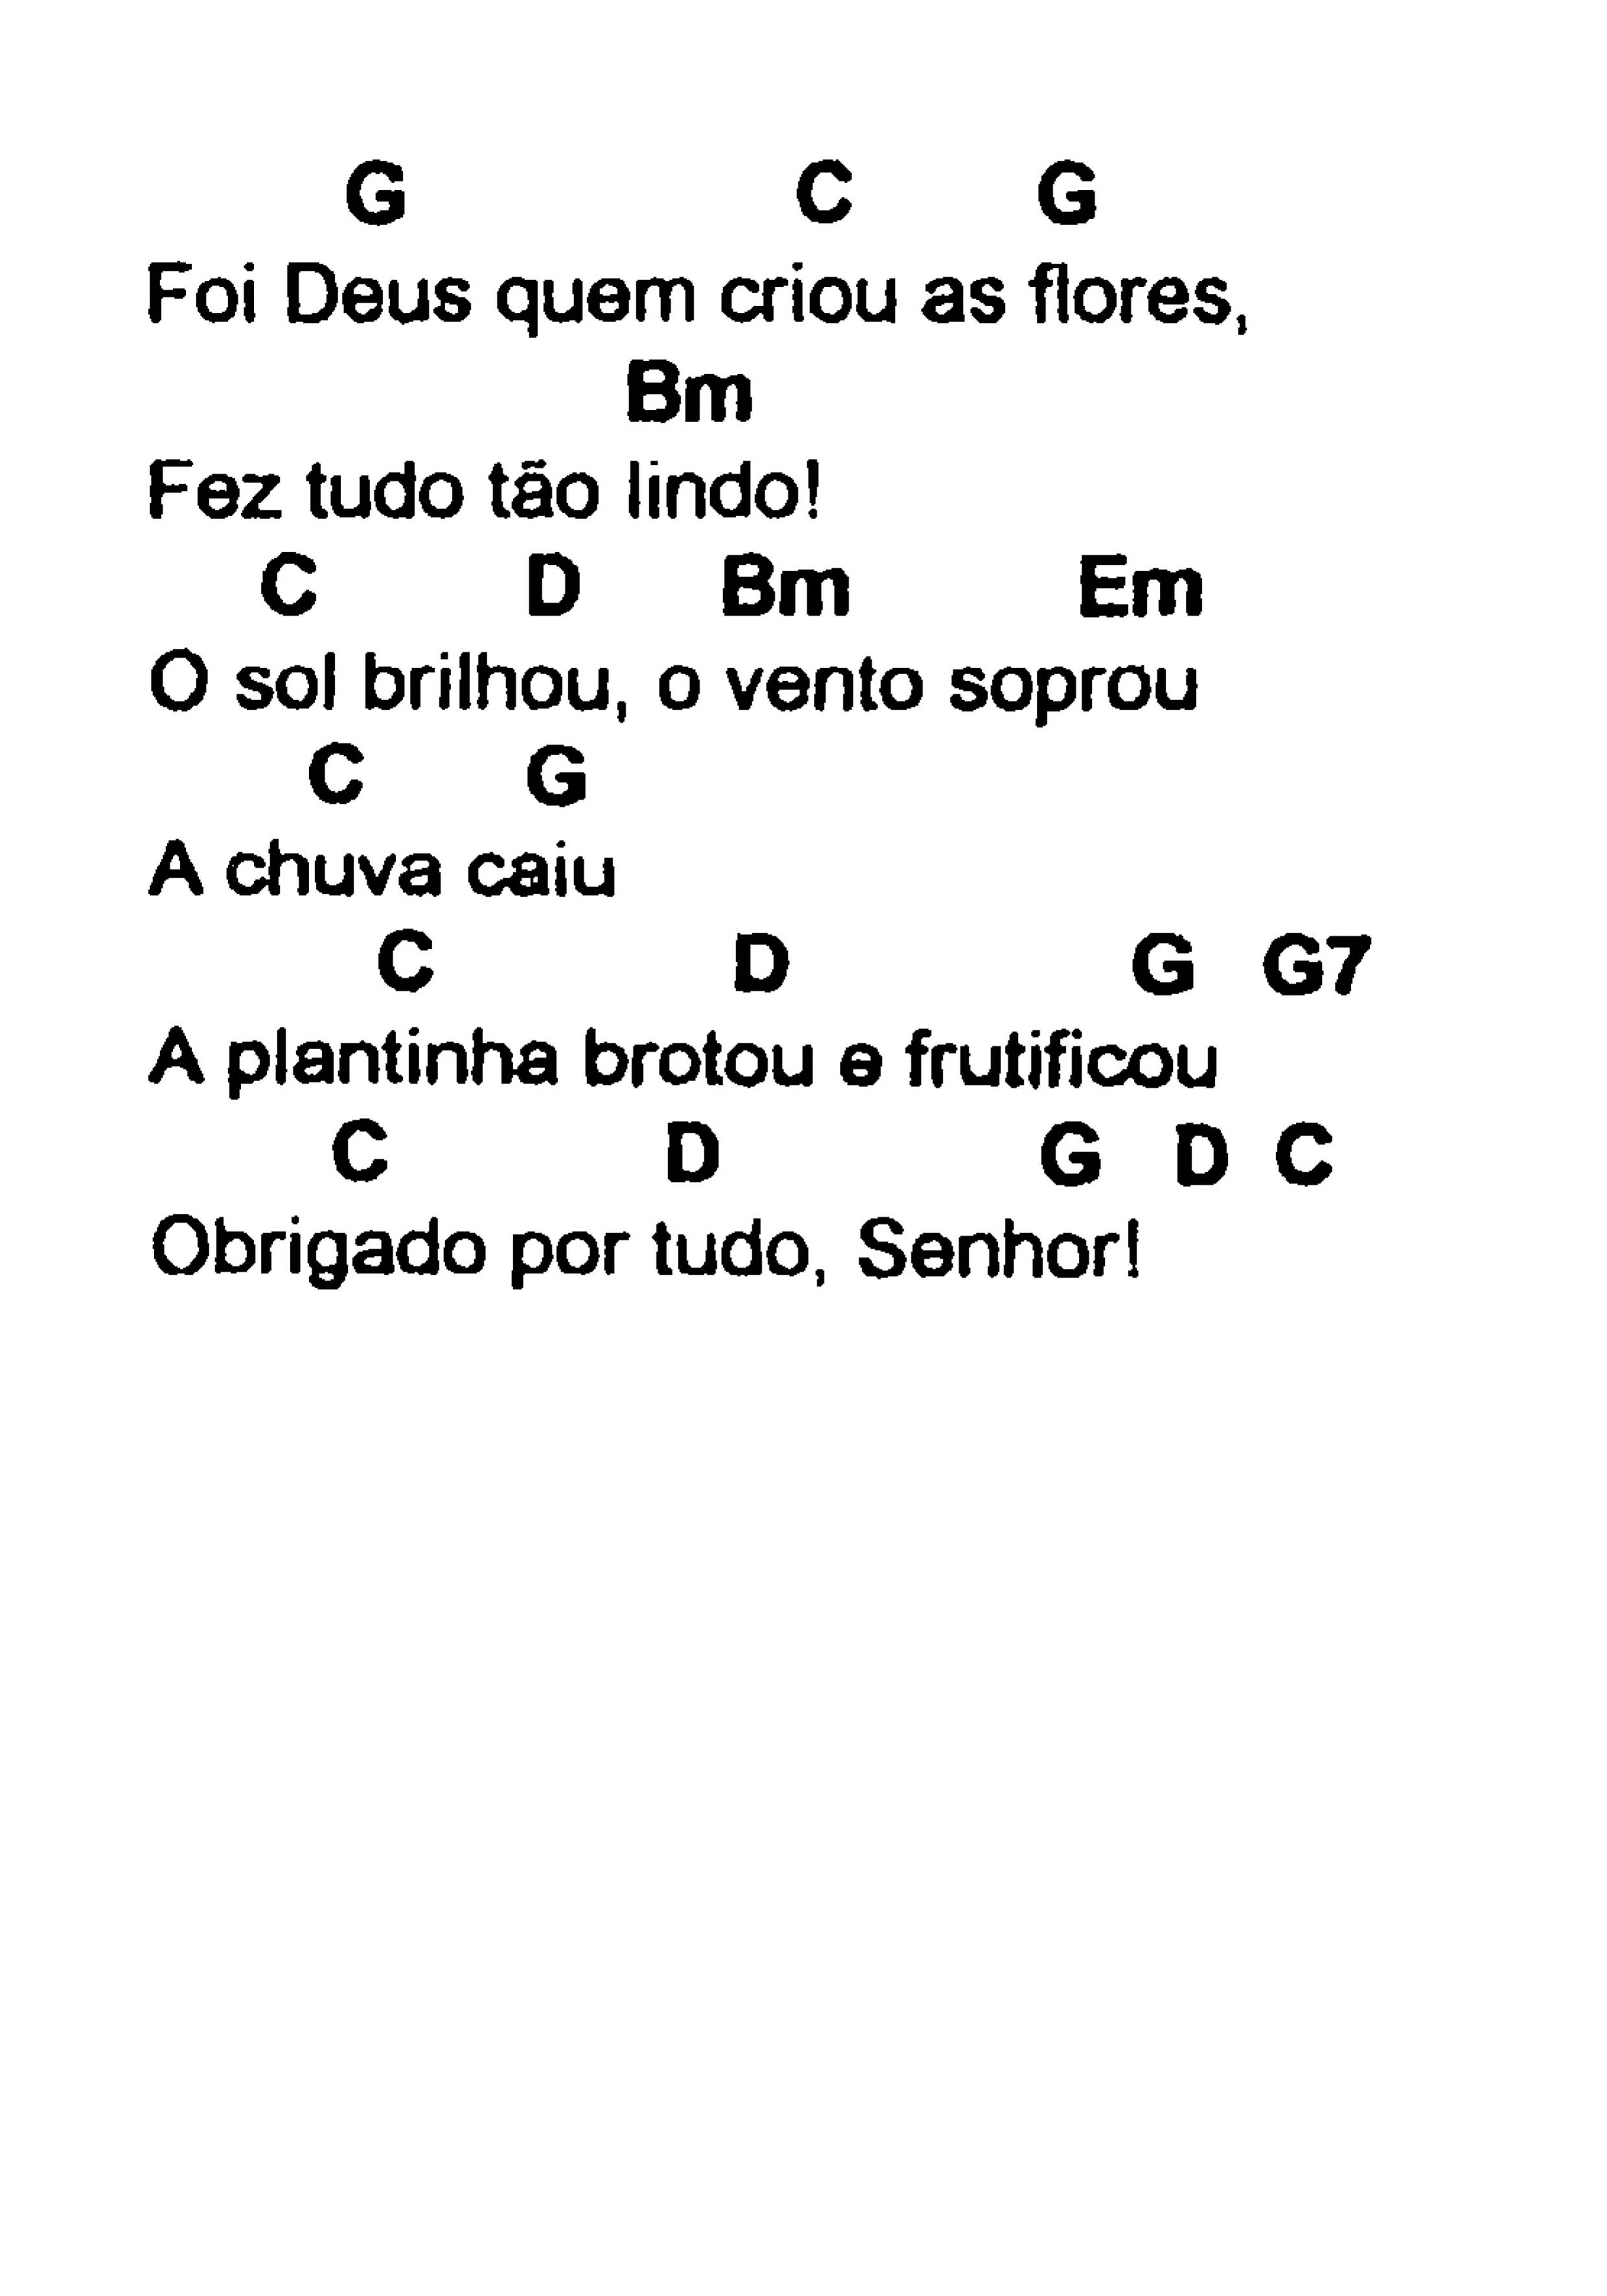 G C G
Foi Deus quem criou as flores,
Bm
Fez tudo tão lindo!
C D Bm Em
O sol brilhou, o vento soprou
C G
A chuva caiu
C D G G7
A plantinha brotou e frutificou
C D G D C
Obrigado por tudo, Senhor!